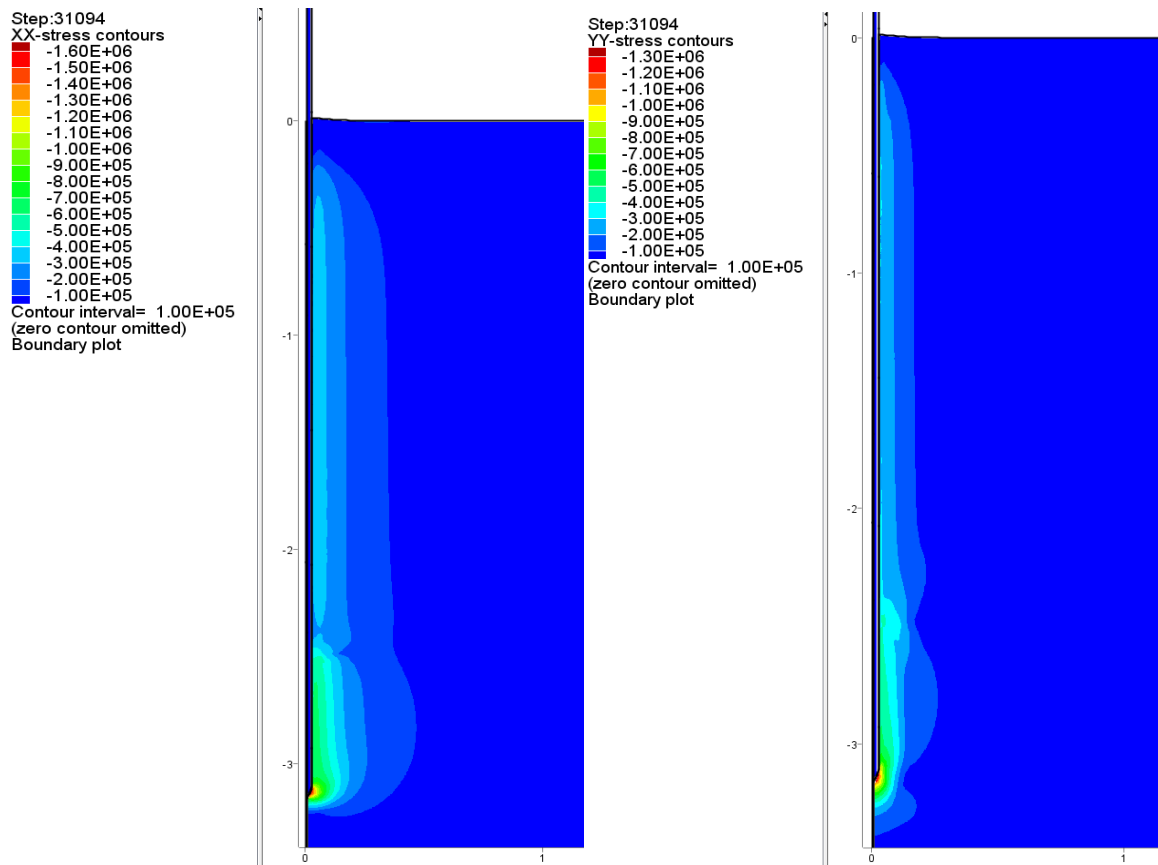 Step:31094
XX-stress contours
-1.60E+06
-1.50E+06
-1.40E+06
-1.30E+06
-1.20E+06
-1.10E+06
-1.00E+06
-9.00E+05
-8.00E+05
-7.00E+05
-6.00E+05
-5.00E+05
-4.00E+05
-3.00E+05
-2.00E+05
-1.00E+05
Contour interval= 1.00E+05
(zero contour omitted)
Boundary plot
0
-1
-2
-3
0
1
Step:31094
YY-stress contours
-1.30E+06
-1.20E+06
-1.10E+06
-1.00E+06
-9.00E+05
-8.00E+05
-7.00E+05
-6.00E+05
-5.00E+05
-4.00E+05
-3.00E+05
-2.00E+05
-1.00E+05
Contour interval= 1.00E+05
(zero contour omitted)
Boundary plot
0
-1
-2
-3
0
1